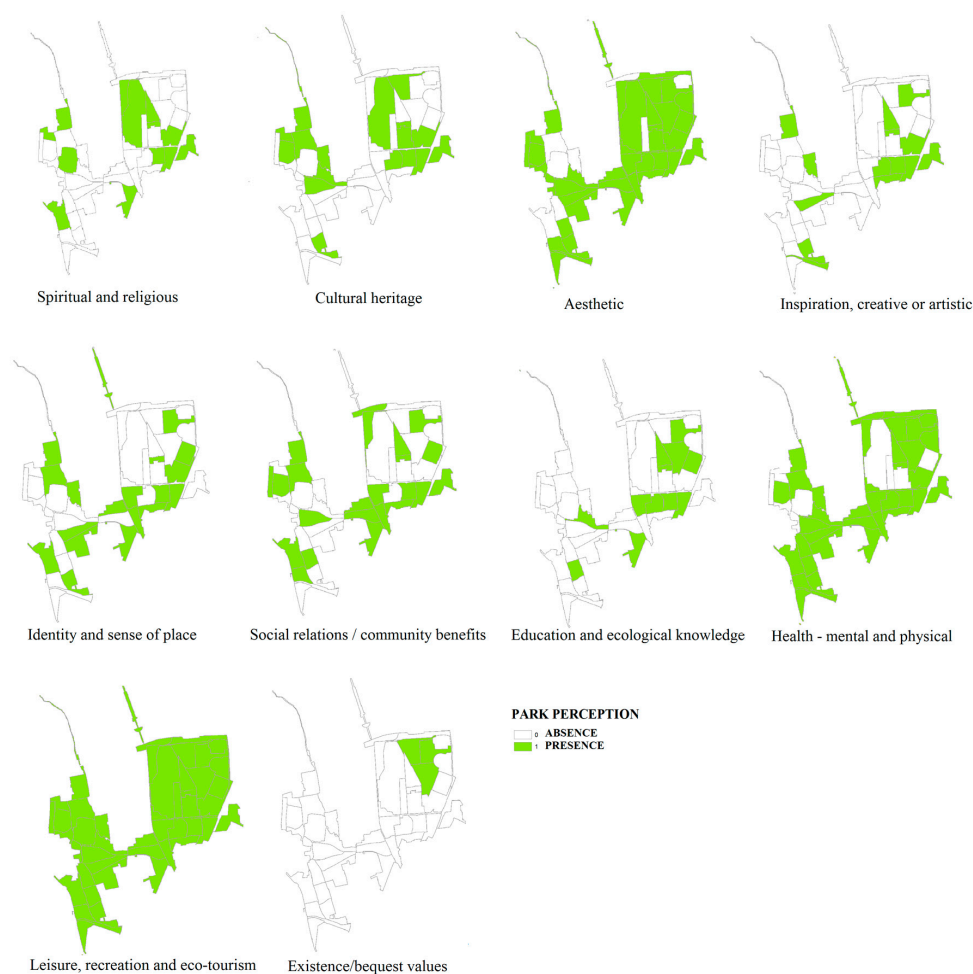 Spiritual and religious
Cultural heritage
Aesthetic
Inspiration, creative or artistic
Identity and sense of place
Social relations / community benefits
Education and ecological knowledge
Health - mental and physical
PARK PERCEPTION
0 ABSENCE
1 PRESENCE
Leisure, recreation and eco-tourism
Existence/bequest values